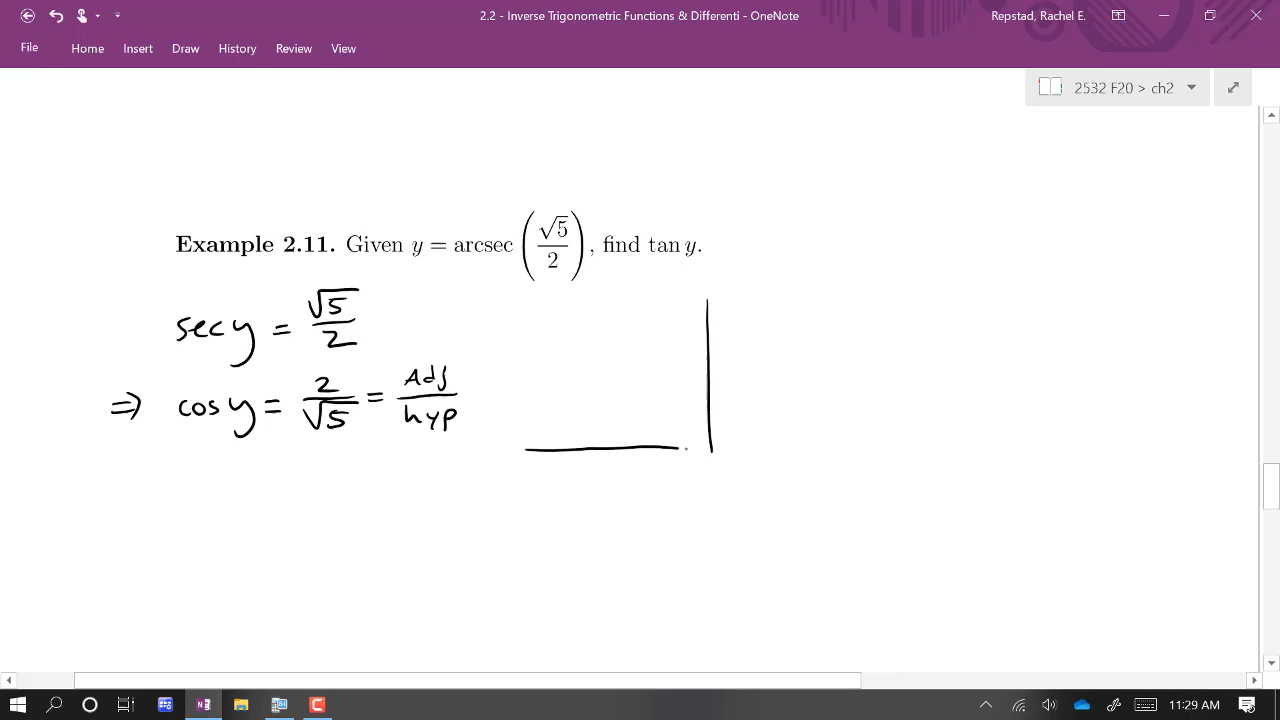 2.2 - Inverse Trigonometric Functions & Differenti - OneNote
Repstad, Rachel E.
File Home Insert Draw History Review View
2532 F20 > ch2
Example 2.11. Given y = arcsec(√5/2), find tan y.
sec y = √5/2
⇒ cos y = 2/√5 = Adj/hyp
11:29 AM